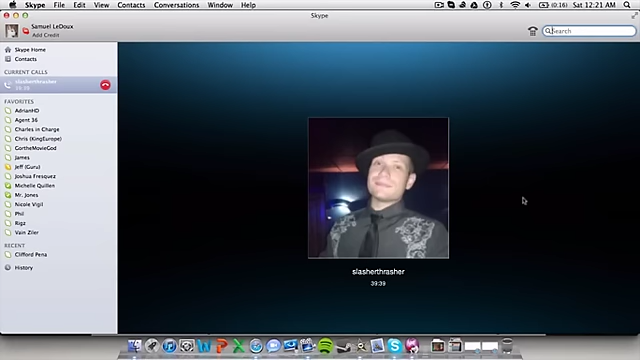 Skype File Edit View Contacts Conversations Window Help
(0:16) Sat 12:21 AM
Skype
Samuel LeDoux
Add Credit
Search
Skype Home
Contacts
CURRENT CALLS
slasherthrasher
39:39
FAVORITES
AdrianHD
Agent 36
Charles in Charge
Chris (KingEurope)
GortheMovieGod
James
Jeff (Guru)
Joshua Fresquez
Michelle Quillen
Mr. Jones
Nicole Vigil
Phil
Rigz
Vain Ziler
RECENT
Clifford Pena
History
slasherthrasher
39:39